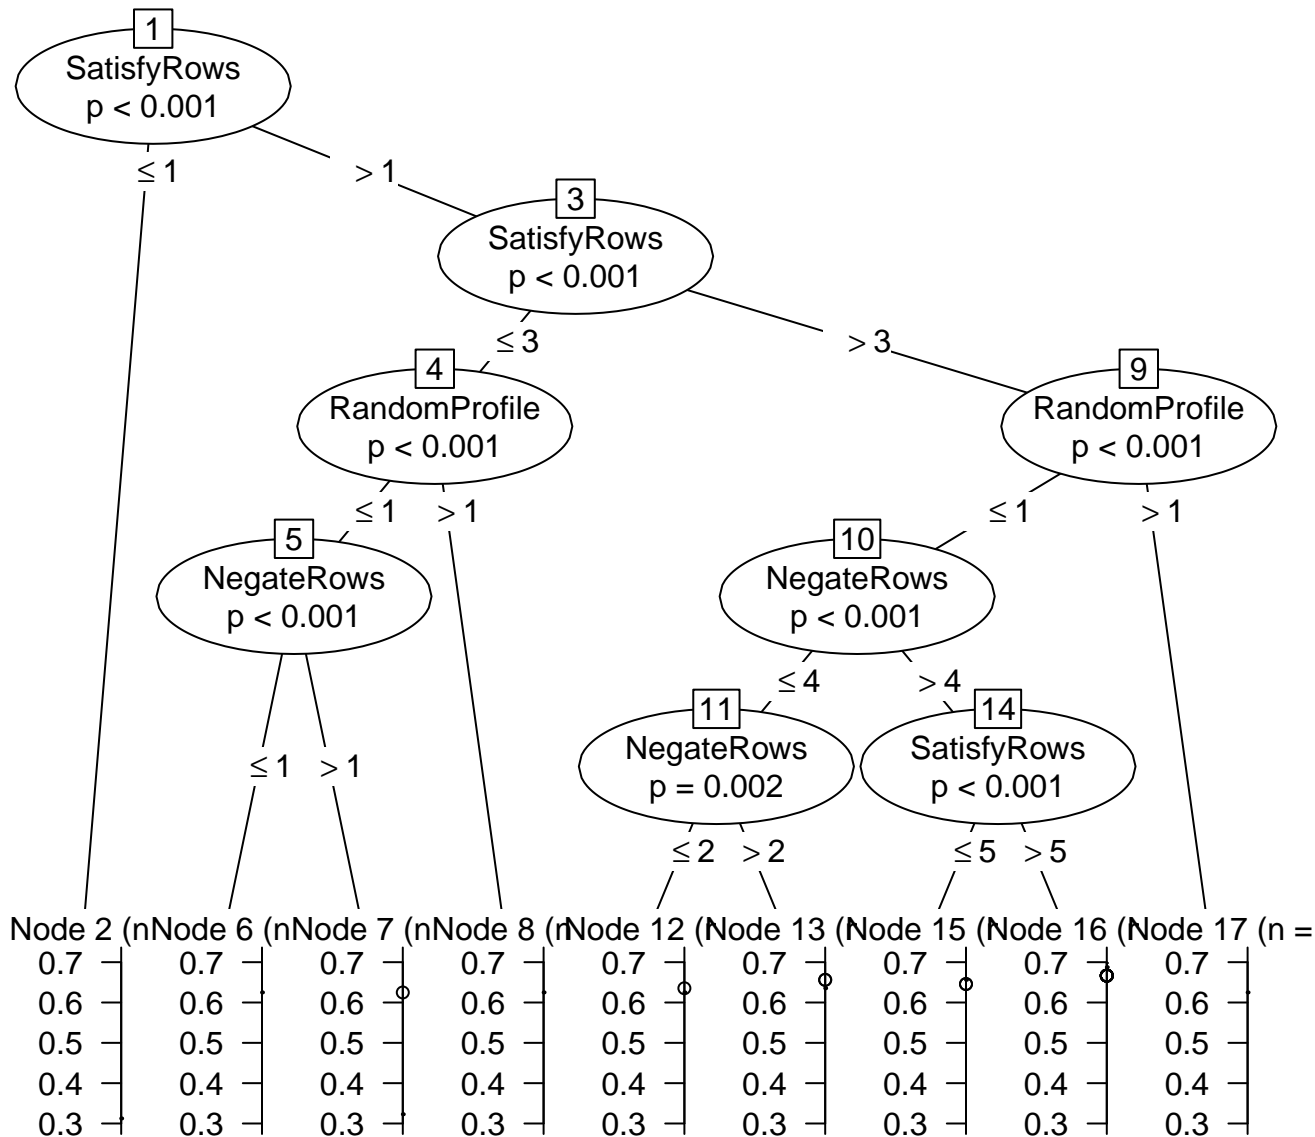 1
SatisfyRows
p < 0.001
≤ 1
> 1
3
SatisfyRows
p < 0.001
≤ 3
> 3
4
RandomProfile
p < 0.001
9
RandomProfile
p < 0.001
≤ 1
> 1
≤ 1
> 1
5
NegateRows
p < 0.001
10
NegateRows
p < 0.001
≤ 4
> 4
11
NegateRows
p = 0.002
14
SatisfyRows
p < 0.001
≤ 1
> 1
≤ 2
> 2
≤ 5
> 5
Node 2 (n
Node 6 (n
Node 7 (n
Node 8 (n
Node 12 (
Node 13 (
Node 15 (
Node 16 (
Node 17 (n =
0.7 0.7 0.7 0.7 0.7 0.7 0.7 0.7 0.7
0.6 0.6 0.6 0.6 0.6 0.6 0.6 0.6 0.6
0.5 0.5 0.5 0.5 0.5 0.5 0.5 0.5 0.5
0.4 0.4 0.4 0.4 0.4 0.4 0.4 0.4 0.4
0.3 0.3 0.3 0.3 0.3 0.3 0.3 0.3 0.3